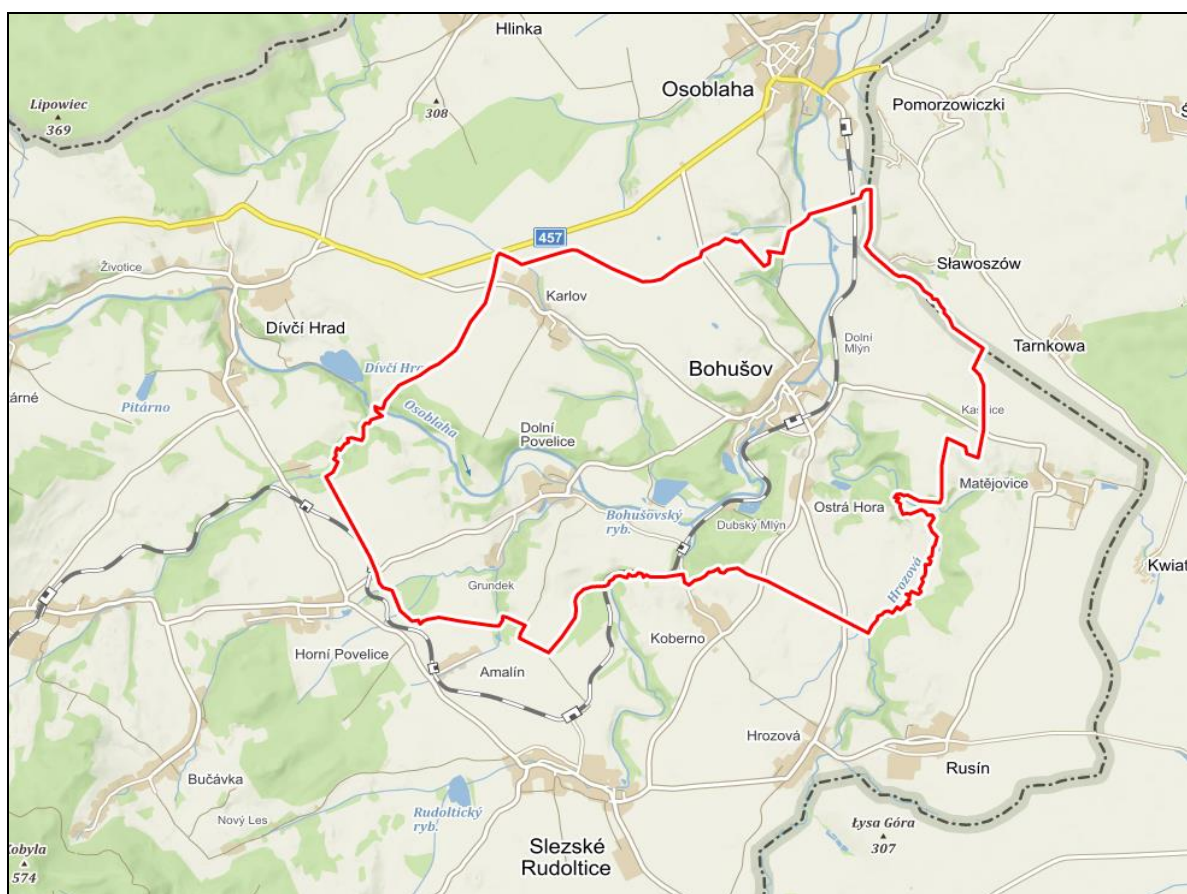 Hlinka
Osoblaha
Lipowiec
369
308
Pomorzowiczki
457
Životice
Sławoszów
Karlov
Dívčí Hrad
Dolní
Mlýn
Tarnkowa
Bohušov
Pitárno
Osoblaha
Dolní
Povelice
Matějovice
Ostrá Hora
Bohušovský
ryb.
Dubský Mlýn
Hrozová
Grundek
Koberno
Horní Povelice
Amalín
Hrozová
Rusín
Bučávka
Nový Les
Rudoltický
ryb.
Łysa Góra
307
Slezské
Rudoltice
574